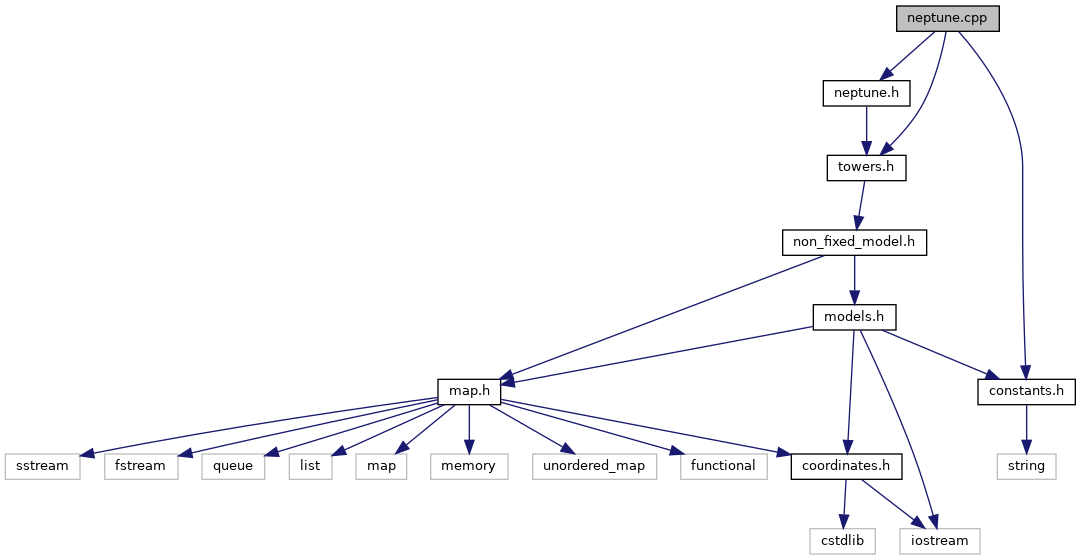 neptune.cpp
neptune.h
towers.h
non_fixed_model.h
models.h
map.h
constants.h
sstream
fstream
queue
list
map
memory
unordered_map
functional
coordinates.h
string
cstdlib
iostream